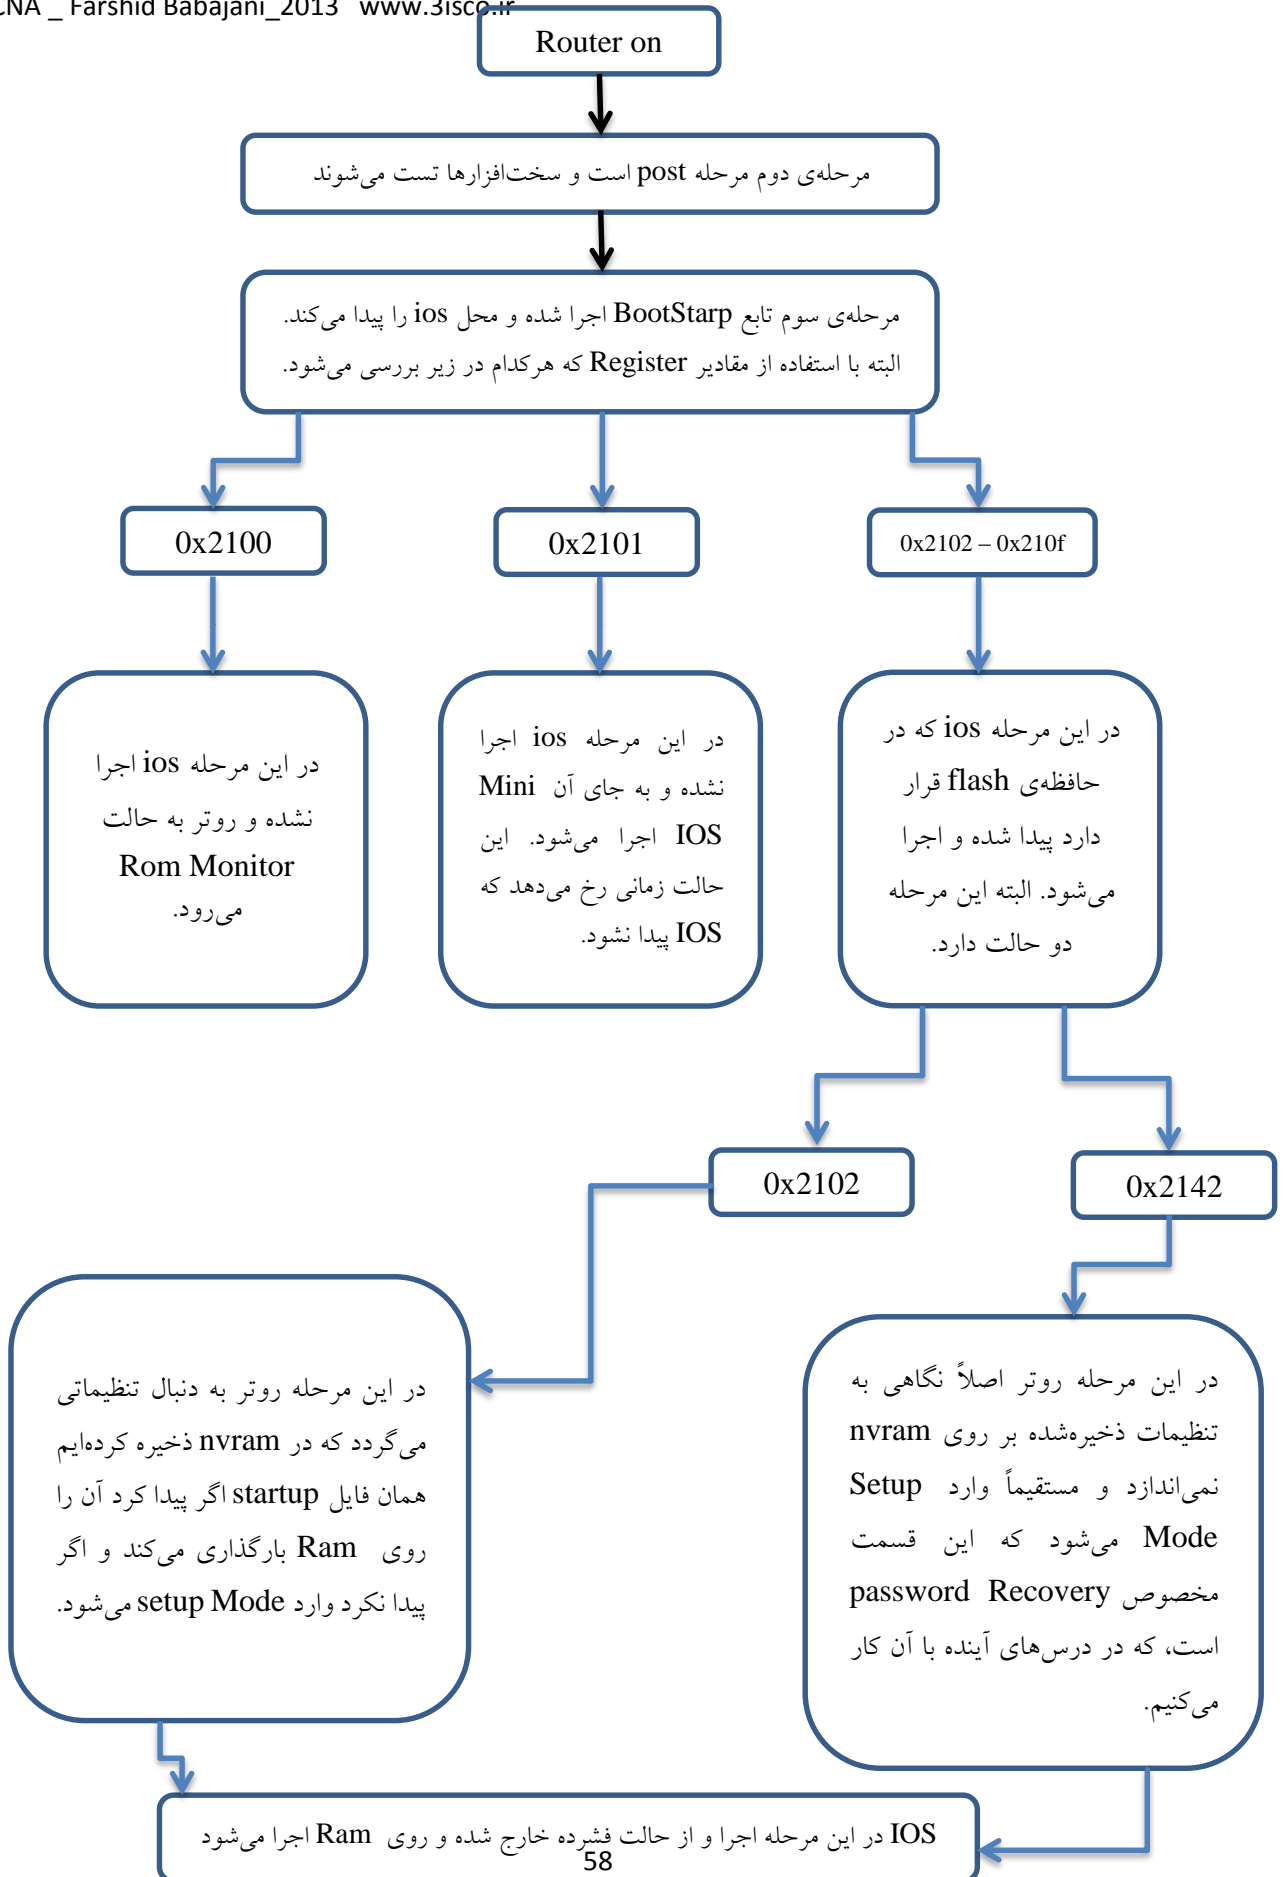 CNA _ Farshid Babajani_2013 www.3isco.ir
Router on
مرحله‌ی دوم مرحله post است و سخت‌افزارها تست می‌شوند
مرحله‌ی سوم تابع BootStarp اجرا شده و محل ios را پیدا می‌کند.
البته با استفاده از مقادیر Register که هرکدام در زیر بررسی می‌شود.
0x2100
0x2101
0x2102 – 0x210f
در این مرحله ios اجرا
نشده و روتر به حالت
Rom Monitor
می‌رود.
در این مرحله ios اجرا
نشده و به جای آن Mini
IOS اجرا می‌شود. این
حالت زمانی رخ می‌دهد که
IOS پیدا نشود.
در این مرحله ios که در
حافظه‌ی flash قرار
دارد پیدا شده و اجرا
می‌شود. البته این مرحله
دو حالت دارد.
0x2102
0x2142
در این مرحله روتر به دنبال تنظیماتی
می‌گردد که در nvram ذخیره کرده‌ایم
همان فایل startup اگر پیدا کرد آن را
روی Ram بارگذاری می‌کند و اگر
پیدا نکرد وارد setup Mode می‌شود.
در این مرحله روتر اصلاً نگاهی به
تنظیمات ذخیره‌شده بر روی nvram
نمی‌اندازد و مستقیماً وارد Setup
Mode می‌شود که این قسمت
مخصوص password Recovery
است، که در درس‌های آینده با آن کار
می‌کنیم.
IOS در این مرحله اجرا و از حالت فشرده خارج شده و روی Ram اجرا می‌شود
58